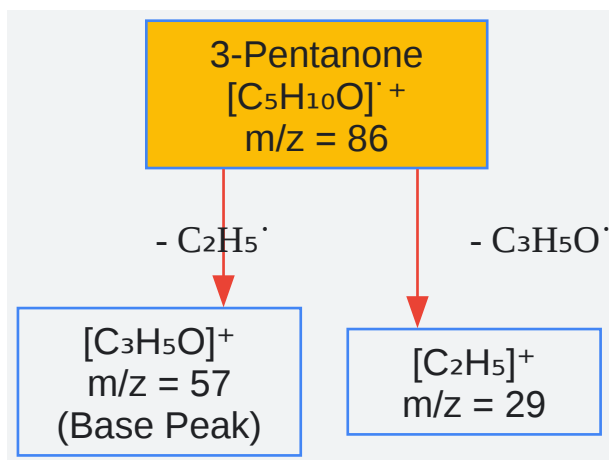 3-Pentanone
[C₅H₁₀O]˙⁺
m/z = 86
- C₂H₅˙
- C₃H₅O˙
[C₃H₅O]⁺
m/z = 57
(Base Peak)
[C₂H₅]⁺
m/z = 29